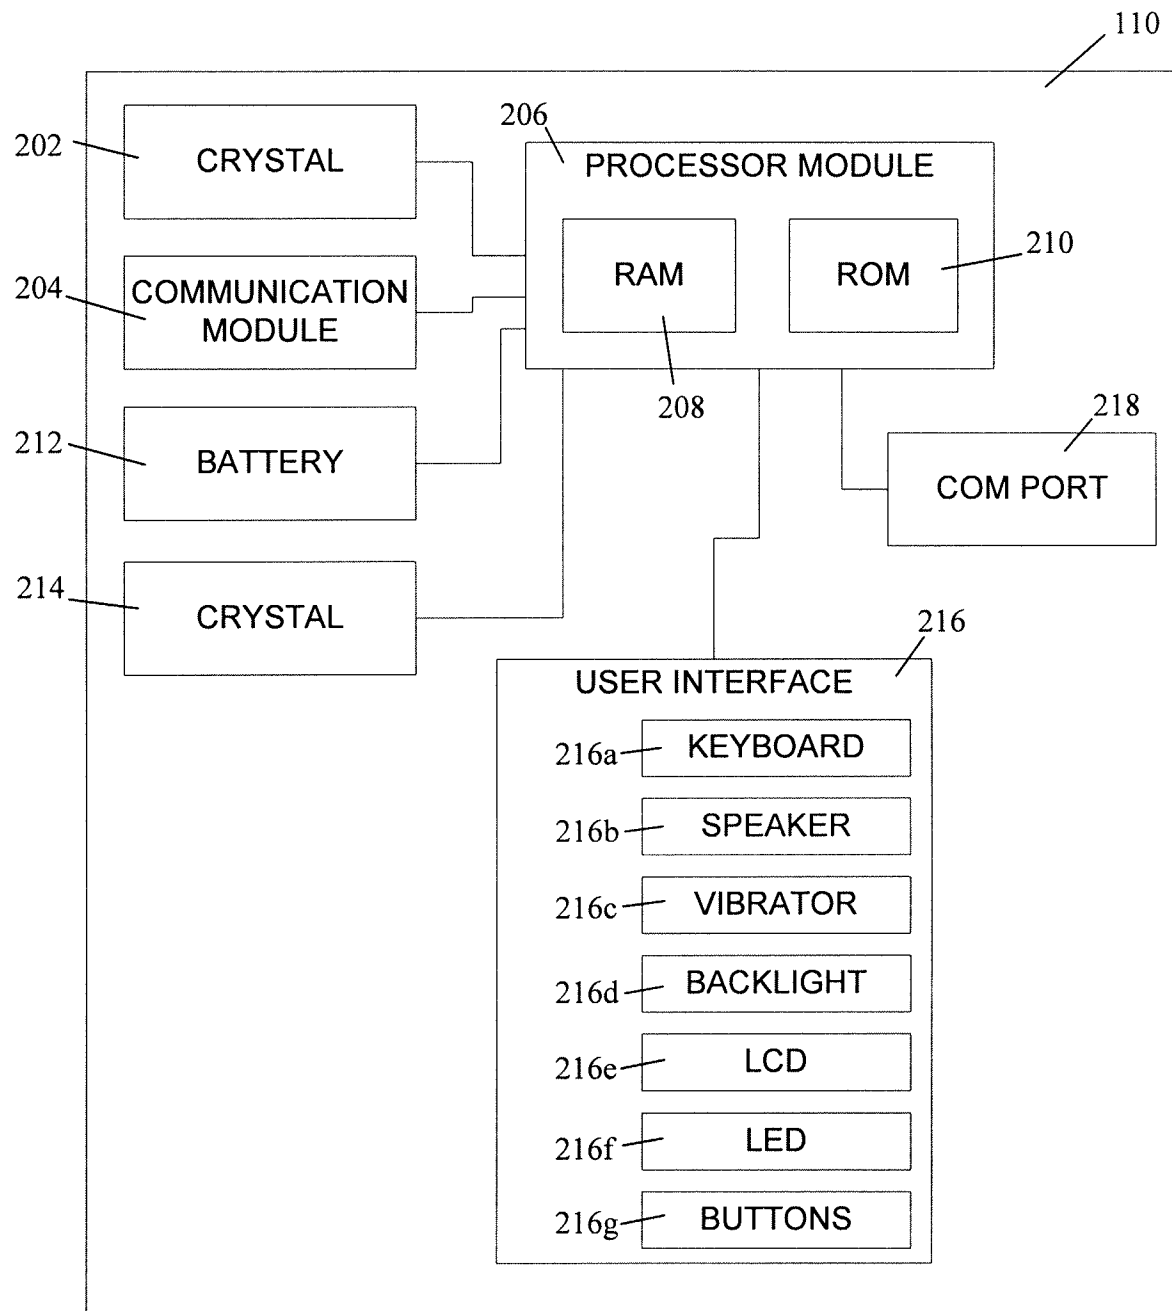 110
202
CRYSTAL
206
PROCESSOR MODULE
RAM
ROM
210
204
COMMUNICATION
MODULE
208
212
BATTERY
218
COM PORT
214
CRYSTAL
216
USER INTERFACE
216a
KEYBOARD
216b
SPEAKER
216c
VIBRATOR
216d
BACKLIGHT
216e
LCD
216f
LED
216g
BUTTONS